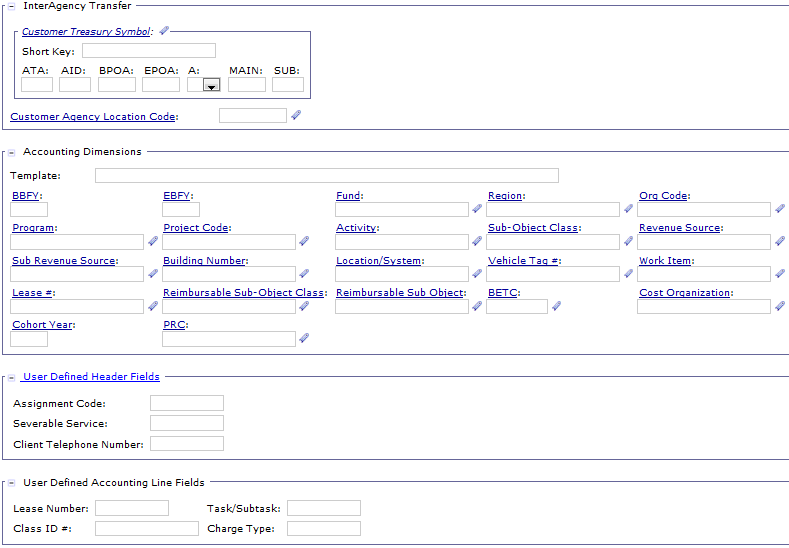 InterAgency Transfer
Customer Treasury Symbol:
Short Key:
ATA: AID: BPOA: EPOA: A: MAIN: SUB:
Customer Agency Location Code:
Accounting Dimensions
Template:
BBFY: EBFY: Fund: Region: Org Code:
Program: Project Code: Activity: Sub-Object Class: Revenue Source:
Sub Revenue Source: Building Number: Location/System: Vehicle Tag #: Work Item:
Lease #: Reimbursable Sub-Object Class: Reimbursable Sub Object: BETC: Cost Organization:
Cohort Year: PRC:
User Defined Header Fields
Assignment Code:
Severable Service:
Client Telephone Number:
User Defined Accounting Line Fields
Lease Number: Task/Subtask:
Class ID #: Charge Type: